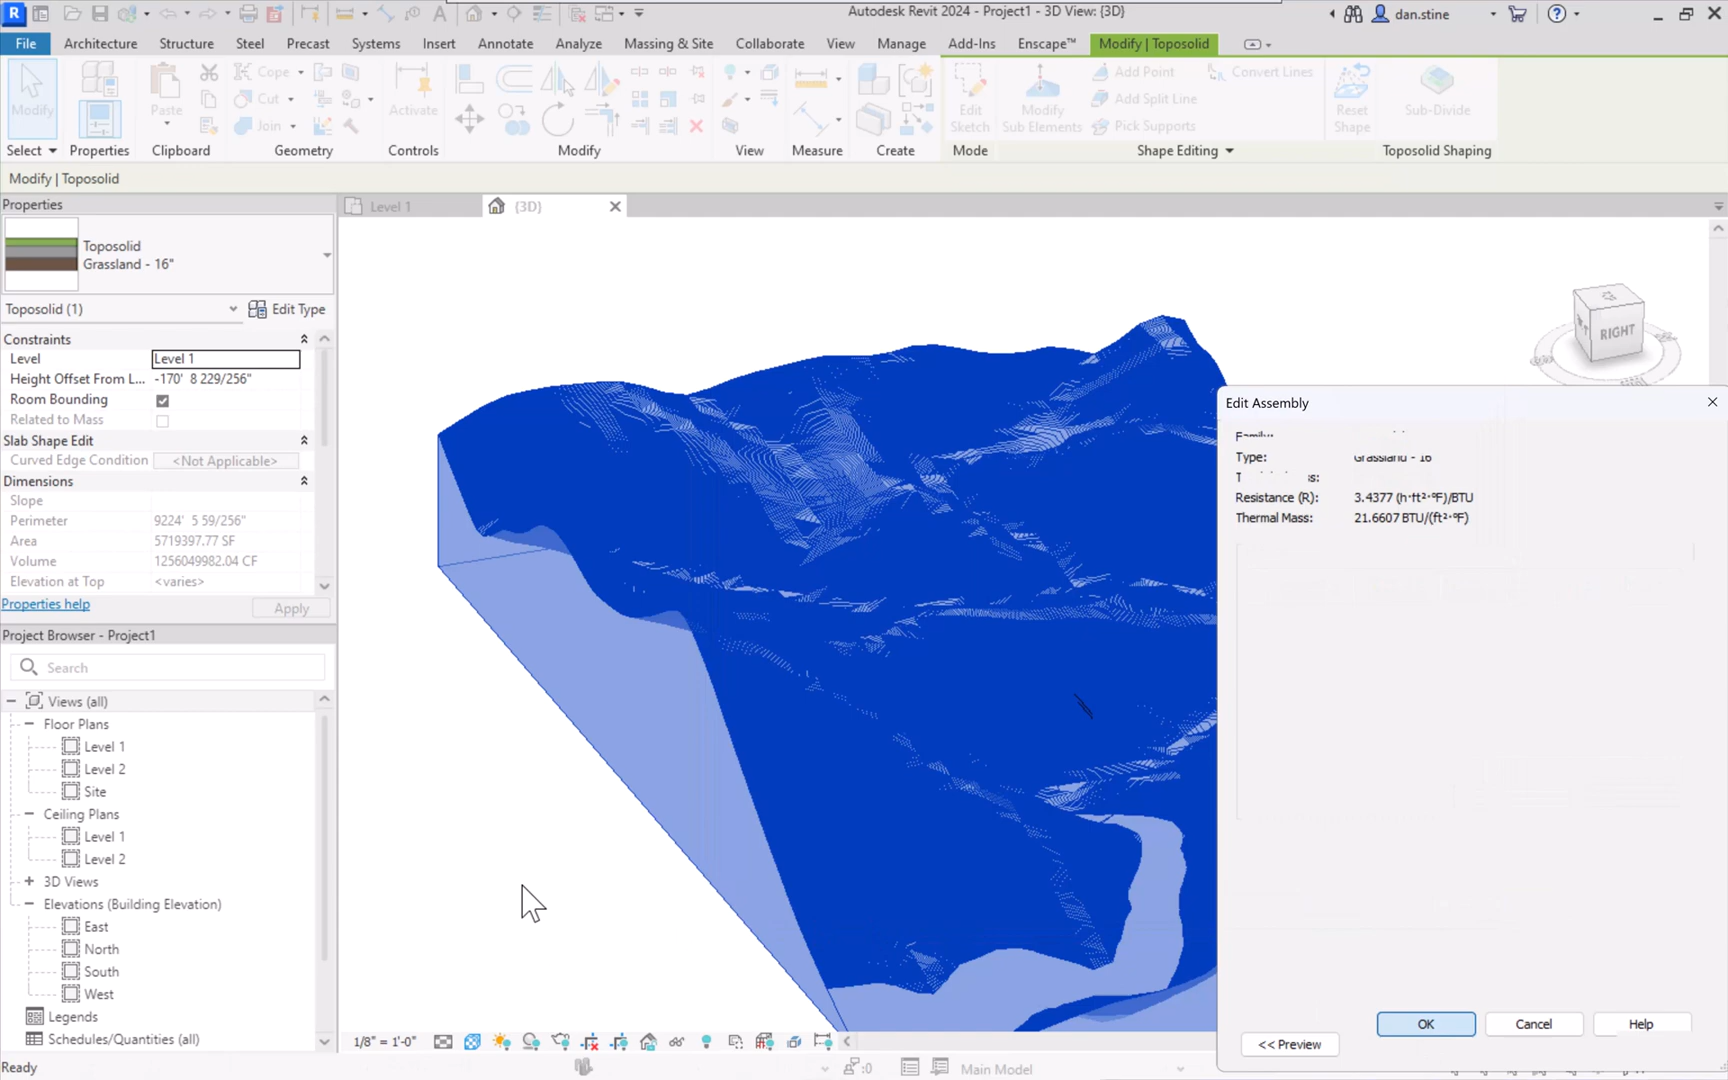 Autodesk Revit 2024 - Project1 - 3D View: {3D}
dan.stine
File Architecture Structure Steel Precast Systems Insert Annotate Analyze Massing & Site Collaborate View Manage Add-Ins Enscape™ Modify | Toposolid
Modify
Paste
Cope
Cut
Join
Activate
Edit Sketch
Modify Sub Elements
Add Point
Add Split Line
Pick Supports
Convert Lines
Reset Shape
Sub-Divide
Select Properties Clipboard Geometry Controls Modify View Measure Create Mode Shape Editing Toposolid Shaping
Modify | Toposolid
Properties
Level 1
{3D}
Toposolid
Grassland - 16"
Toposolid (1)
Edit Type
Constraints
Level Level 1
Height Offset From L... -170' 8 229/256"
Room Bounding
Related to Mass
Slab Shape Edit
Curved Edge Condition <Not Applicable>
Dimensions
Slope
Perimeter 9224' 5 59/256"
Area 5719397.77 SF
Volume 1256049982.04 CF
Elevation at Top <varies>
Properties help
Apply
Project Browser - Project1
Search
Views (all)
Floor Plans
Level 1
Level 2
Site
Ceiling Plans
Level 1
Level 2
3D Views
Elevations (Building Elevation)
East
North
South
West
Legends
Schedules/Quantities (all)
RIGHT
Edit Assembly
Family:
Type: Grassland - 16
Resistance (R): 3.4377 (h·ft²·ºF)/BTU
Thermal Mass: 21.6607 BTU/(ft²·ºF)
OK
Cancel
Help
<< Preview
1/8" = 1'-0"
Ready
:0
Main Model